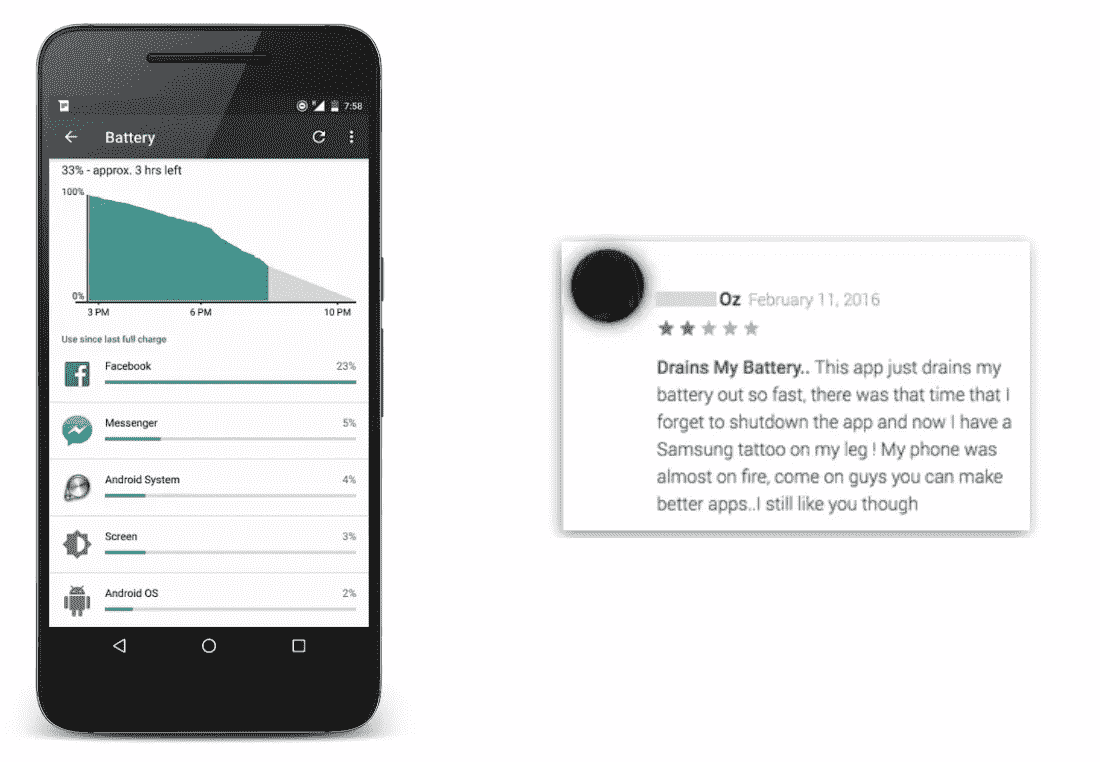 7:58
Battery
33% - approx. 3 hrs left
100%
0%
3 PM 6 PM 10 PM
Use since last full charge
Facebook 23%
Messenger 5%
Android System 4%
Screen 3%
Android OS 2%
Oz February 11, 2016
Drains My Battery.. This app just drains my
battery out so fast, there was that time that I
forget to shutdown the app and now I have a
Samsung tattoo on my leg ! My phone was
almost on fire, come on guys you can make
better apps..I still like you though